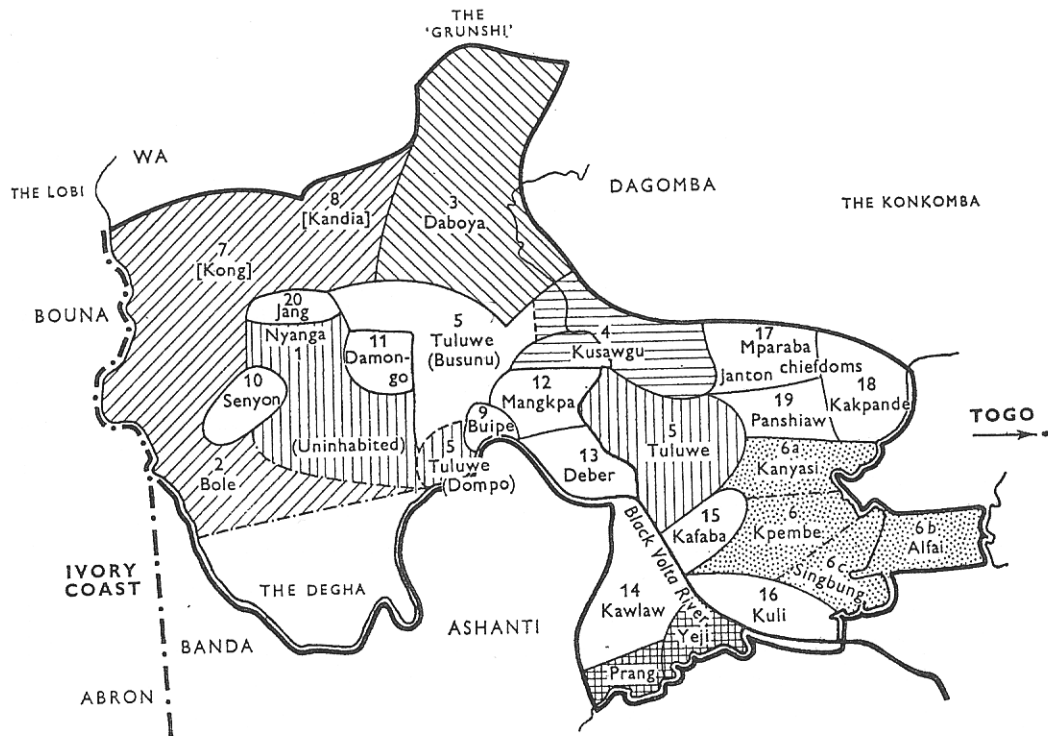 THE
'GRUNSHI'
WA
THE LOBI
DAGOMBA
THE KONKOMBA
8
[Kandia]
3
Daboya
7
[Kong]
BOUNA
20
Jang
Nyanga
1
11
Damon-
go
5
Tuluwe
(Busunu)
4
Kusawgu
17
Mparaba
Janton chiefdoms
10
Senyon
12
Mangkpa
18
Kakpande
19
Panshiaw
TOGO
9
Buipe
(Uninhabited)
5
Tuluwe
(Dompo)
13
Deber
5
Tuluwe
6a
Kanyasi
2
Bole
15
Kafaba
6
Kpembe
6b
Alfai
6c
Singbung
Black Volta River
IVORY
COAST
THE DEGHA
14
Kawlaw
16
Kuli
ASHANTI
BANDA
Yeji
Prang
ABRON